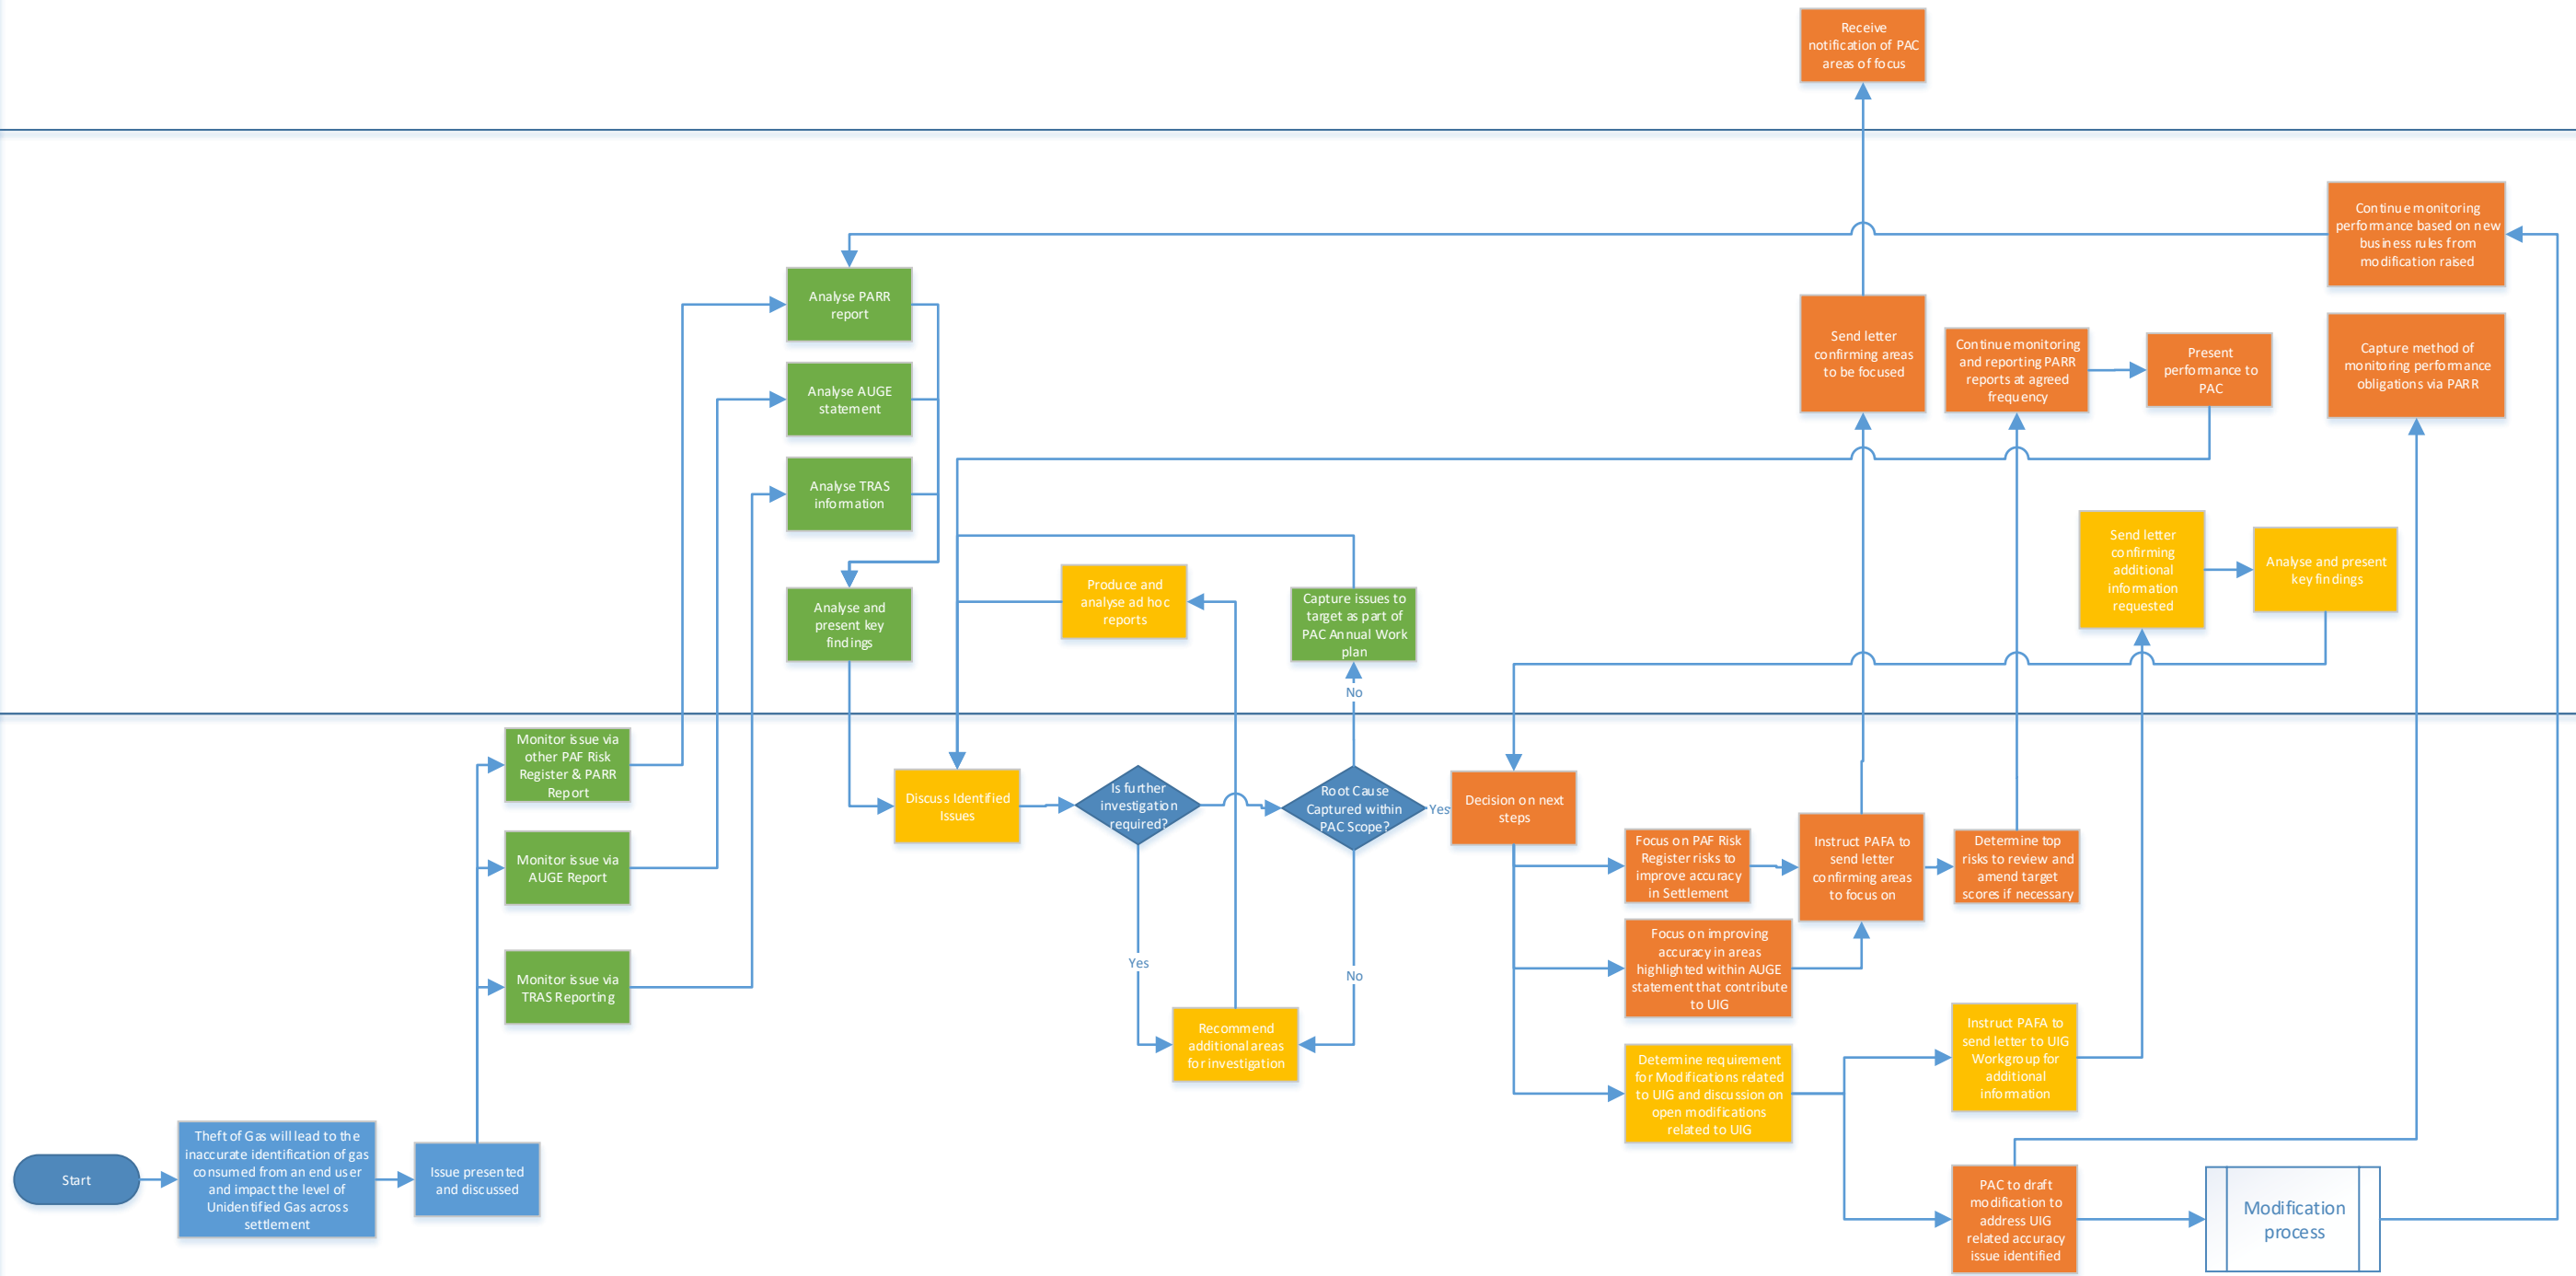 Receive
notification of PAC
areas of focus
Continue monitoring
performance based on new
business rules from
modification raised
Analyse PARR
report
Send letter
confirming areas
to be focused
Continue monitoring
and reporting PARR
reports at agreed
frequency
Present
performance to
PAC
Capture method of
monitoring performance
obligations via PARR
Analyse AUGE
statement
Analyse TRAS
information
Send letter
confirming
additional
information
requested
Analyse and present
key findings
Analyse and
present key
findings
Produce and
analyse ad hoc
reports
Capture issues to
target as part of
PAC Annual Work
plan
No
Monitor issue via
other PAF Risk
Register & PARR
Report
Discuss Identified
Issues
Is further
investigation
required?
Root Cause
Captured within
PAC Scope?
Yes
Decision on next
steps
Monitor issue via
AUGE Report
Focus on PAF Risk
Register risks to
improve accuracy
in Settlement
Instruct PAFA to
send letter
confirming areas
to focus on
Determine top
risks to review and
amend target
scores if necessary
Yes
No
Focus on improving
accuracy in areas
highlighted within AUGE
statement that contribute
to UIG
Monitor issue via
TRAS Reporting
Recommend
additional areas
for investigation
Determine requirement
for Modifications related
to UIG and discussion on
open modifications
related to UIG
Instruct PAFA to
send letter to UIG
Workgroup for
additional
information
Start
Theft of Gas will lead to the
inaccurate identification of gas
consumed from an end user
and impact the level of
Unidentified Gas across
settlement
Issue presented
and discussed
PAC to draft
modification to
address UIG
related accuracy
issue identified
Modification
process